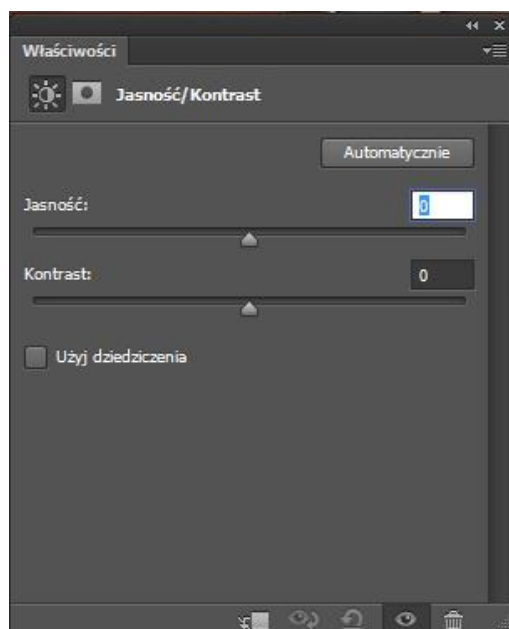 Właściwości
Jasność/Kontrast
Automatycznie
Jasność:
0
Kontrast:
0
Użyj dziedziczenia